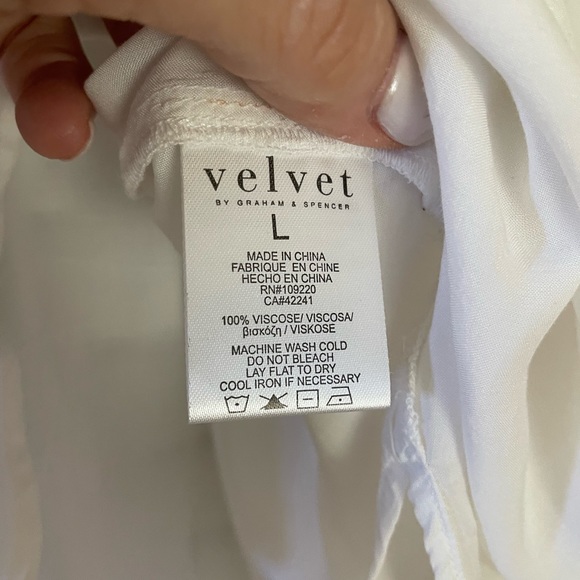 velvet
BY GRAHAM & SPENCER
L
MADE IN CHINA
FABRIQUE EN CHINE
HECHO EN CHINA
RN#109220
CA#42241
100% VISCOSE/ VISCOSA/
βισκόζη / VISKOSE
MACHINE WASH COLD
DO NOT BLEACH
LAY FLAT TO DRY
COOL IRON IF NECESSARY